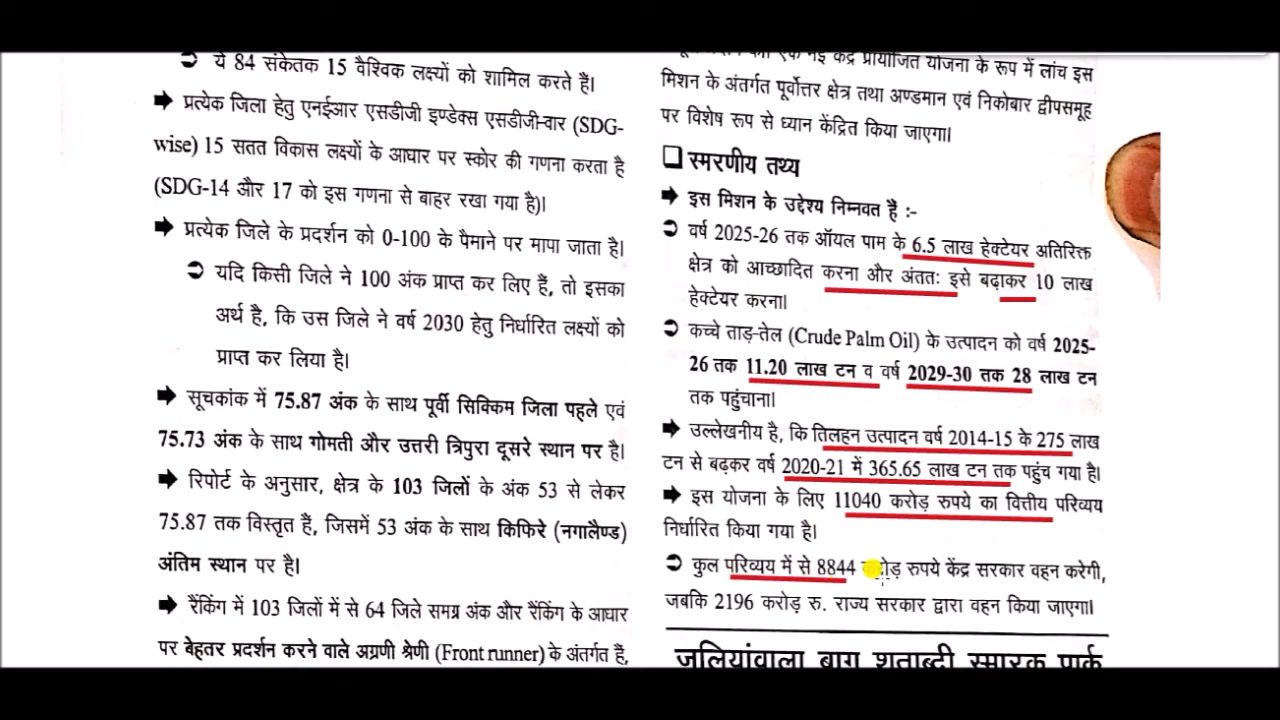 ये 84 संकेतक 15 वैश्विक लक्ष्यों को शामिल करते हैं।
प्रत्येक जिला हेतु एनईआर एसडीजी इण्डेक्स एसडीजी-वार (SDG-
wise) 15 सतत विकास लक्ष्यों के आधार पर स्कोर की गणना करता है
(SDG-14 और 17 को इस गणना से बाहर रखा गया है)।
प्रत्येक जिले के प्रदर्शन को 0-100 के पैमाने पर मापा जाता है।
यदि किसी जिले ने 100 अंक प्राप्त कर लिए हैं, तो इसका
अर्थ है, कि उस जिले ने वर्ष 2030 हेतु निर्धारित लक्ष्यों को
प्राप्त कर लिया है।
सूचकांक में 75.87 अंक के साथ पूर्वी सिक्किम जिला पहले एवं
75.73 अंक के साथ गोमती और उत्तरी त्रिपुरा दूसरे स्थान पर है।
रिपोर्ट के अनुसार, क्षेत्र के 103 जिलों के अंक 53 से लेकर
75.87 तक विस्तृत हैं, जिसमें 53 अंक के साथ किफिरे (नगालैण्ड)
अंतिम स्थान पर है।
रैंकिंग में 103 जिलों में से 64 जिले समग्र अंक और रैंकिंग के आधार
पर बेहतर प्रदर्शन करने वाले अग्रणी श्रेणी (Front runner) के अंतर्गत हैं,
एक नई केंद्र प्रायोजित योजना के रूप में लांच इस
मिशन के अंतर्गत पूर्वोत्तर क्षेत्र तथा अण्डमान एवं निकोबार द्वीपसमूह
पर विशेष रूप से ध्यान केंद्रित किया जाएगा।
स्मरणीय तथ्य
इस मिशन के उद्देश्य निम्नवत हैं :-
वर्ष 2025-26 तक ऑयल पाम के 6.5 लाख हेक्टेयर अतिरिक्त
क्षेत्र को आच्छादित करना और अंततः इसे बढ़ाकर 10 लाख
हेक्टेयर करना।
कच्चे ताड़-तेल (Crude Palm Oil) के उत्पादन को वर्ष 2025-
26 तक 11.20 लाख टन व वर्ष 2029-30 तक 28 लाख टन
तक पहुंचाना।
उल्लेखनीय है, कि तिलहन उत्पादन वर्ष 2014-15 के 275 लाख
टन से बढ़कर वर्ष 2020-21 में 365.65 लाख टन तक पहुंच गया है।
इस योजना के लिए 11040 करोड़ रुपये का वित्तीय परिव्यय
निर्धारित किया गया है।
कुल परिव्यय में से 8844 करोड़ रुपये केंद्र सरकार वहन करेगी,
जबकि 2196 करोड़ रु. राज्य सरकार द्वारा वहन किया जाएगा।
जलियांवाला बाग शताब्दी स्मारक पार्क